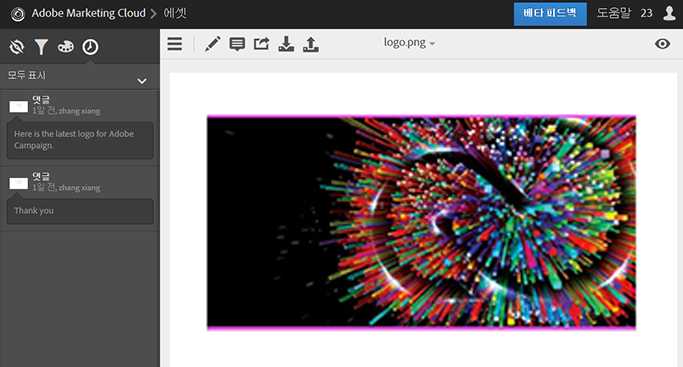 Adobe Marketing Cloud > 에셋
베타 피드백
도움말 23
logo.png
모두 표시
댓글
1일 전, zhang xiang
Here is the latest logo for Adobe
Campaign.
댓글
1일 전, zhang xiang
Thank you